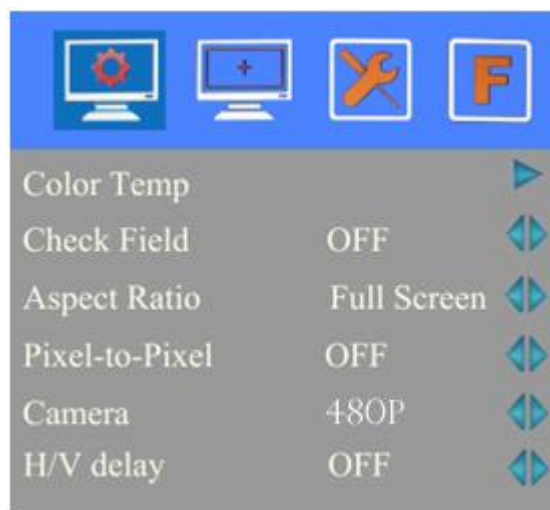 F
Color Temp
Check Field OFF
Aspect Ratio Full Screen
Pixel-to-Pixel OFF
Camera 480P
H/V delay OFF